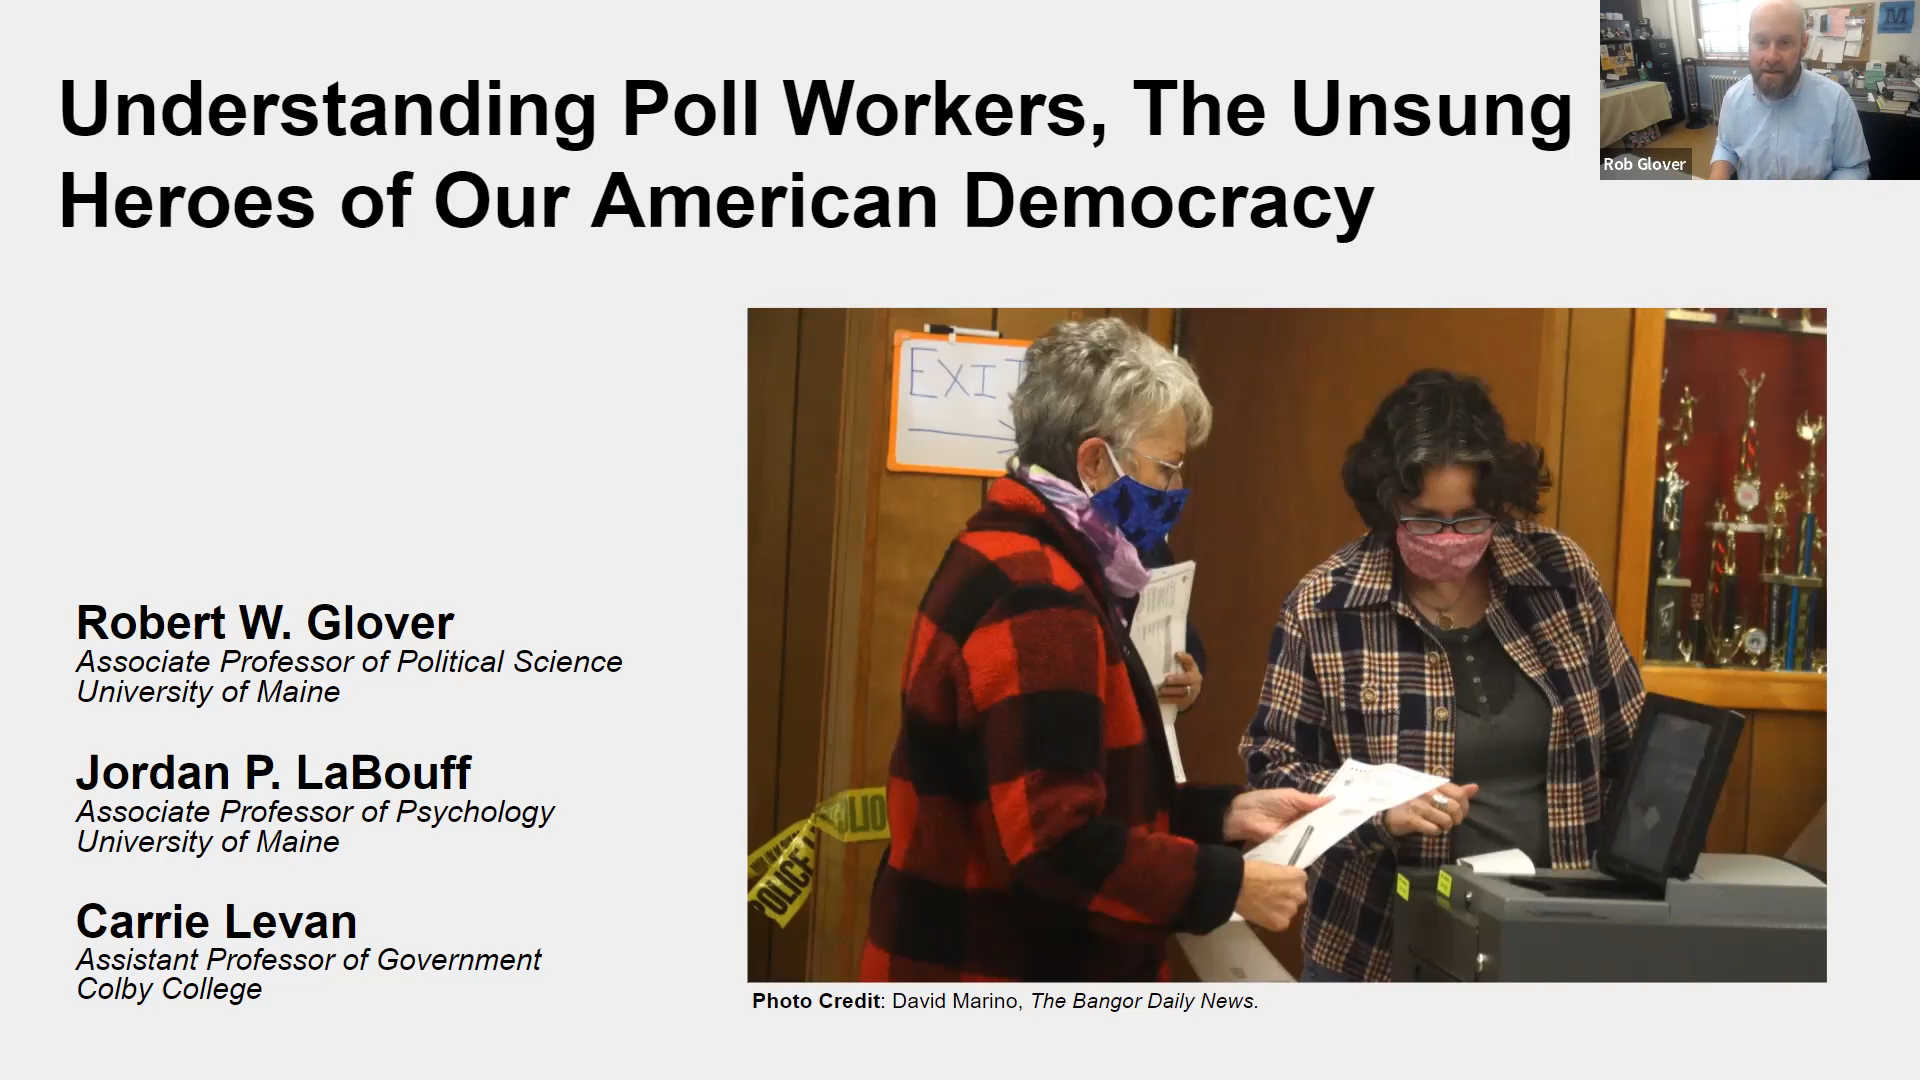 Understanding Poll Workers, The Unsung
Heroes of Our American Democracy
Rob Glover
EXIT
Robert W. Glover
Associate Professor of Political Science
University of Maine
Jordan P. LaBouff
Associate Professor of Psychology
University of Maine
Carrie Levan
Assistant Professor of Government
Colby College
POLICE
Photo Credit: David Marino, The Bangor Daily News.